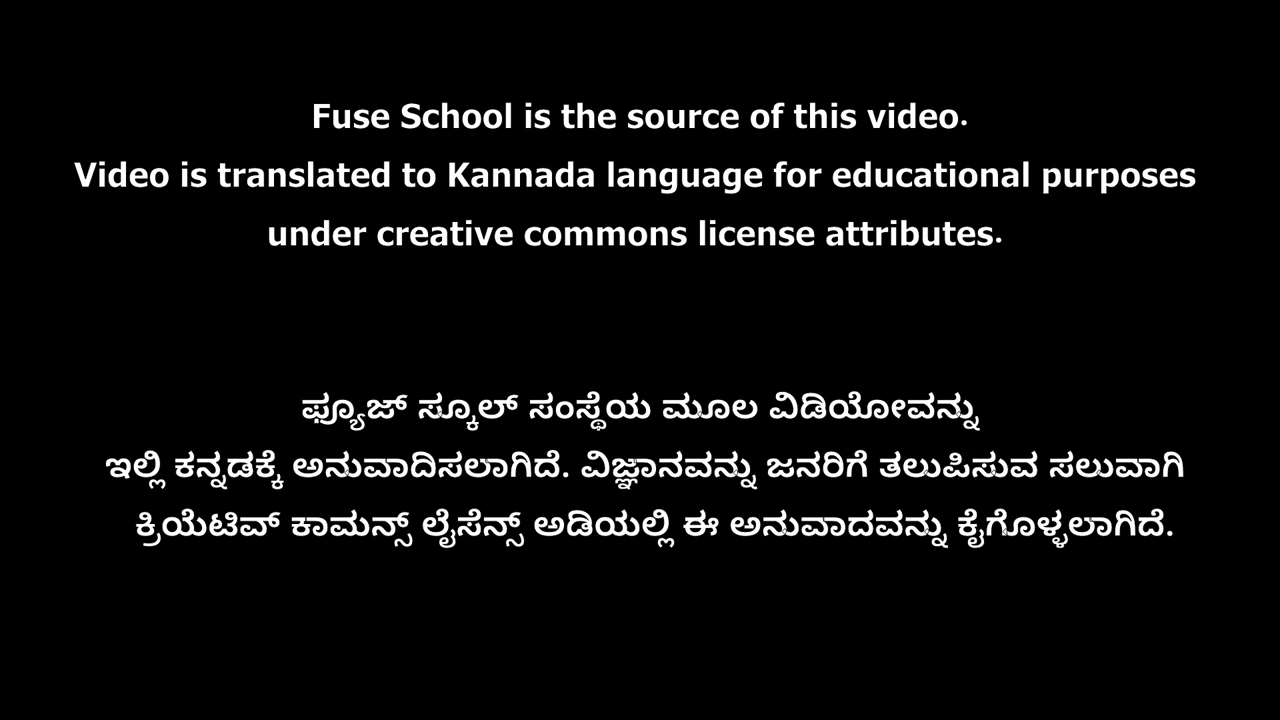 Fuse School is the source of this video.
Video is translated to Kannada language for educational purposes
under creative commons license attributes.
ಫ್ಯೂಜ್ ಸ್ಕೂಲ್ ಸಂಸ್ಥೆಯ ಮೂಲ ವಿಡಿಯೋವನ್ನು
ಇಲ್ಲಿ ಕನ್ನಡಕ್ಕೆ ಅನುವಾದಿಸಲಾಗಿದೆ. ವಿಜ್ಞಾನವನ್ನು ಜನರಿಗೆ ತಲುಪಿಸುವ ಸಲುವಾಗಿ
ಕ್ರಿಯೆಟಿವ್ ಕಾಮನ್ಸ್ ಲೈಸೆನ್ಸ್ ಅಡಿಯಲ್ಲಿ ಈ ಅನುವಾದವನ್ನು ಕೈಗೊಳ್ಳಲಾಗಿದೆ.